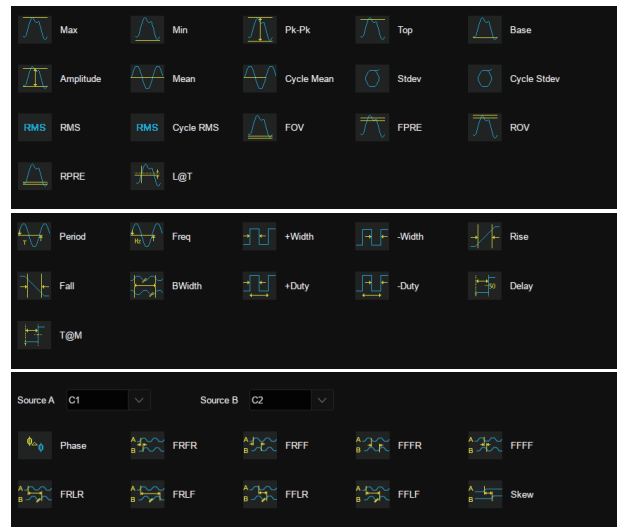 Max Min Pk-Pk Top Base
Amplitude Mean Cycle Mean Stdev Cycle Stdev
RMS RMS RMS Cycle RMS FOV FPRE ROV
RPRE L@T
T Period Hz Freq +Width -Width Rise
Fall BWidth +Duty -Duty 50 Delay
T@M
Source A C1 Source B C2
Phase A B FRFR A B FRFF A B FFFR A B FFFF
A B FRLR A B FRLF A B FFLR A B FFLF A B Skew